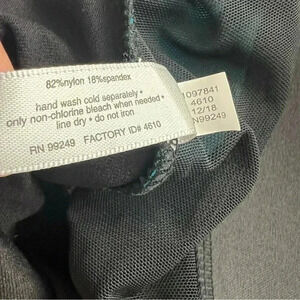 82%nylon 18%spandex
hand wash cold separately •
only non-chlorine bleach when needed •
line dry • do not iron
RN 99249 FACTORY ID# 4610
1097841
4610
12/18
RN99249